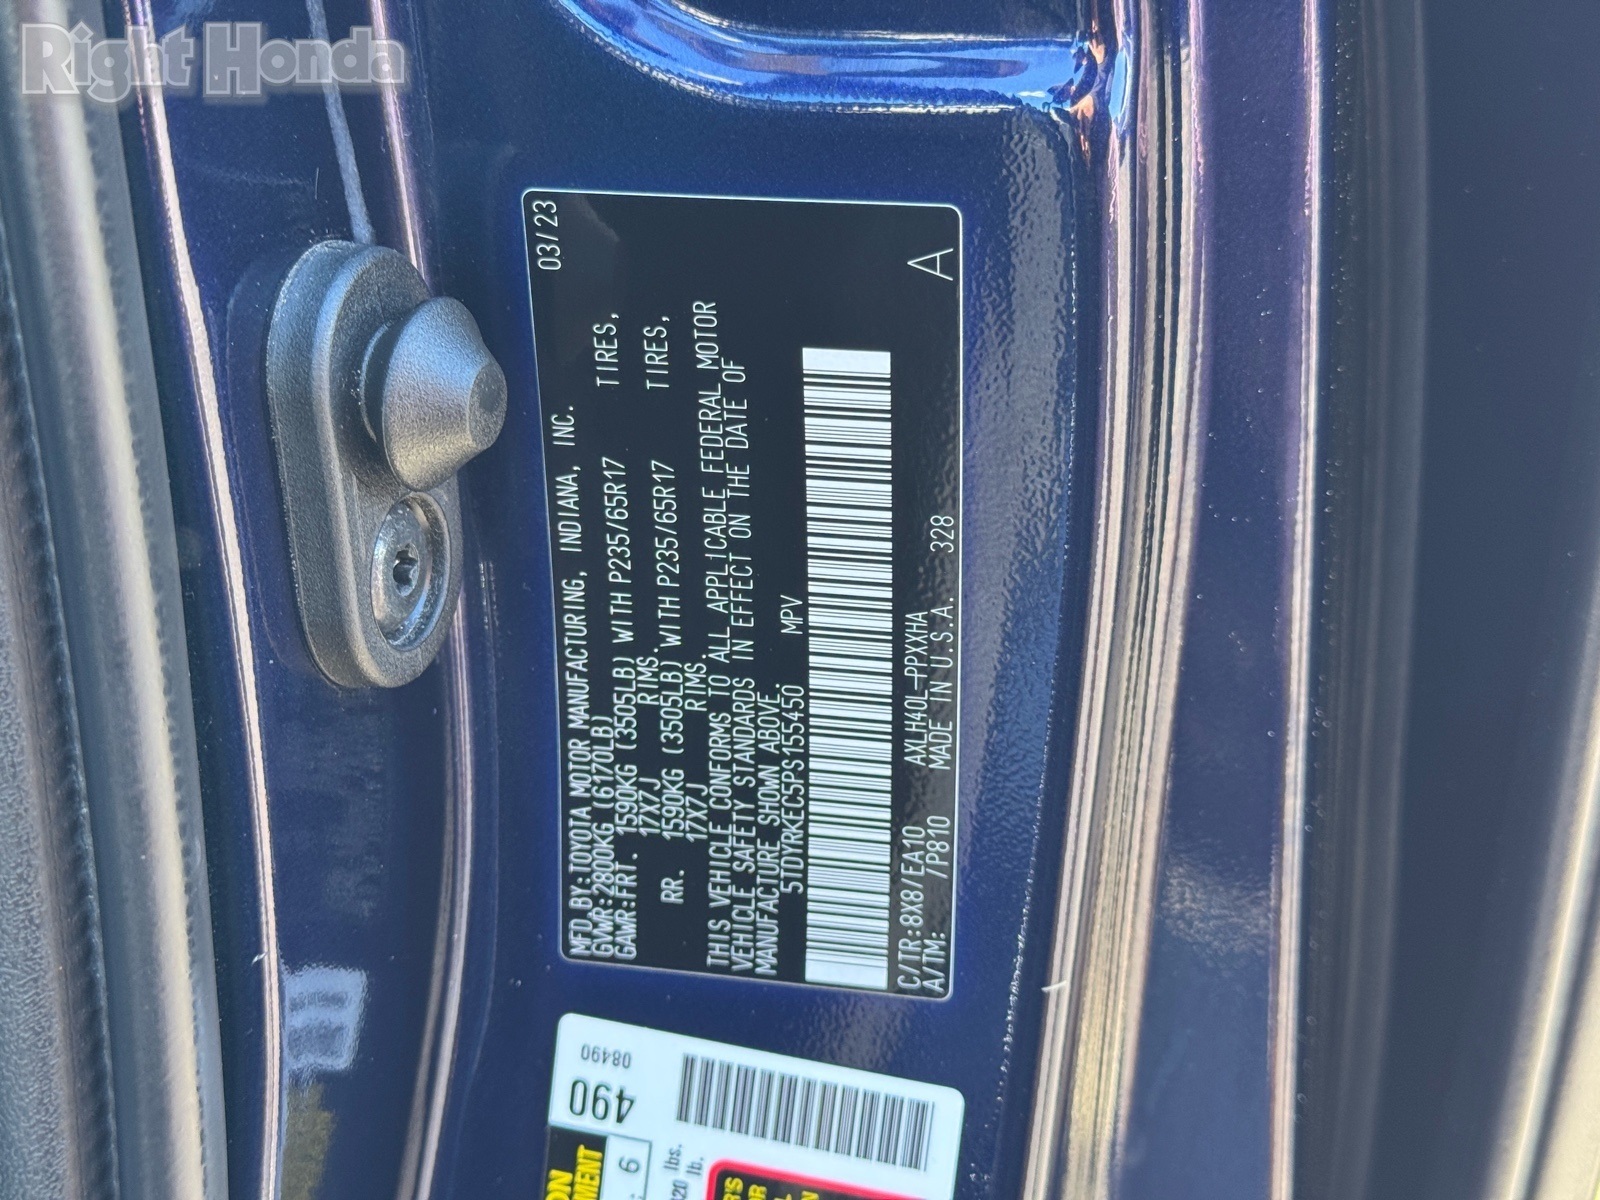 Right Honda
MFD.BY:TOYOTA MOTOR MANUFACTURING, INDIANA, INC. 03/23
GVWR:2800KG (6170LB)
GAWR:FRT. 1590KG (3505LB) WITH P235/65R17 TIRES,
17X7J RIMS.
RR. 1590KG (3505LB) WITH P235/65R17 TIRES,
17X7J RIMS
THIS VEHICLE CONFORMS TO ALL APPLICABLE FEDERAL MOTOR
VEHICLE SAFETY STANDARDS IN EFFECT ON THE DATE OF
MANUFACTURE SHOWN ABOVE.
5TDYRKEC5PS155450 MPV
C/TR:8X8/EA10 AXLH40L-PPXXHA
A/TM: /P810 MADE IN U.S.A. 328
A
490
08490
6
lbs.
lb.